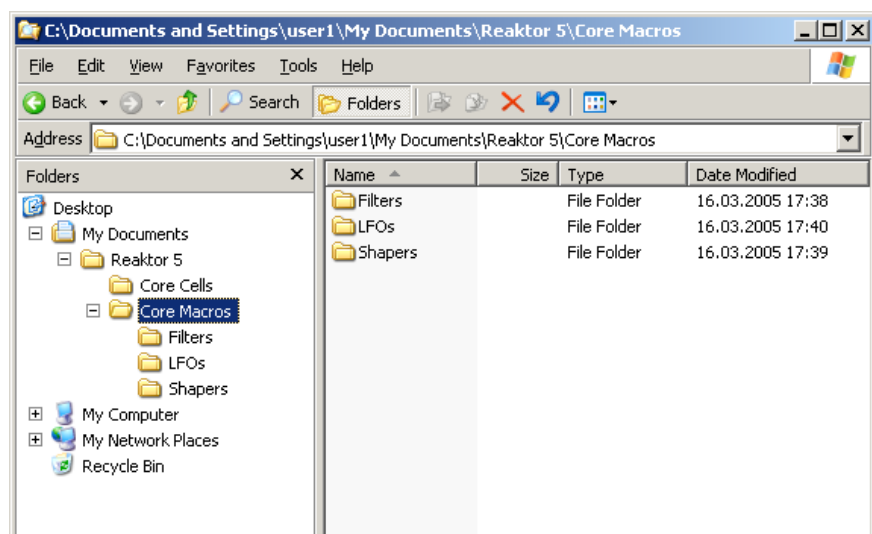 C:\Documents and Settings\user1\My Documents\Reaktor 5\Core Macros
File Edit View Favorites Tools Help
Back Search Folders
Address C:\Documents and Settings\user1\My Documents\Reaktor 5\Core Macros
Folders
Desktop
My Documents
Reaktor 5
Core Cells
Core Macros
Filters
LFOs
Shapers
My Computer
My Network Places
Recycle Bin
Name Size Type Date Modified
Filters File Folder 16.03.2005 17:38
LFOs File Folder 16.03.2005 17:40
Shapers File Folder 16.03.2005 17:39